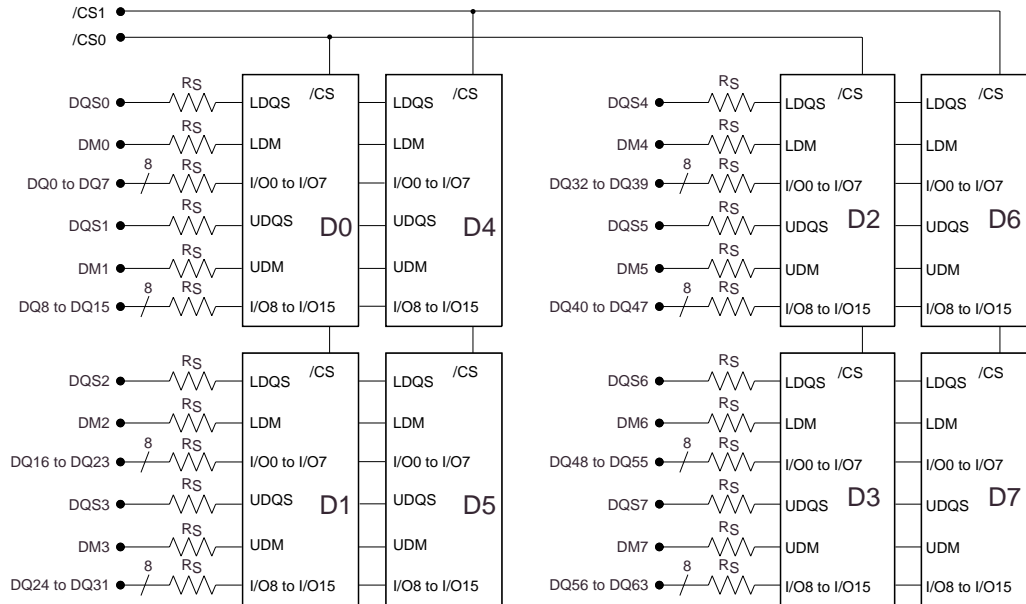 /CS1
/CS0
RS /CS /CS RS /CS /CS
DQS0 LDQS LDQS DQS4 LDQS LDQS
RS RS
DM0 LDM LDM DM4 LDM LDM
8 RS 8 RS
DQ0 to DQ7 I/O0 to I/O7 I/O0 to I/O7 DQ32 to DQ39 I/O0 to I/O7 I/O0 to I/O7
RS RS
DQS1 UDQS D0 UDQS D4 DQS5 UDQS D2 UDQS D6
RS RS
DM1 UDM UDM DM5 UDM UDM
8 RS 8 RS
DQ8 to DQ15 I/O8 to I/O15 I/O8 to I/O15 DQ40 to DQ47 I/O8 to I/O15 I/O8 to I/O15
RS /CS /CS RS /CS /CS
DQS2 LDQS LDQS DQS6 LDQS LDQS
RS RS
DM2 LDM LDM DM6 LDM LDM
8 RS 8 RS
DQ16 to DQ23 I/O0 to I/O7 I/O0 to I/O7 DQ48 to DQ55 I/O0 to I/O7 I/O0 to I/O7
RS RS
DQS3 UDQS D1 UDQS D5 DQS7 UDQS D3 UDQS D7
RS RS
DM3 UDM UDM DM7 UDM UDM
8 RS 8 RS
DQ24 to DQ31 I/O8 to I/O15 I/O8 to I/O15 DQ56 to DQ63 I/O8 to I/O15 I/O8 to I/O15